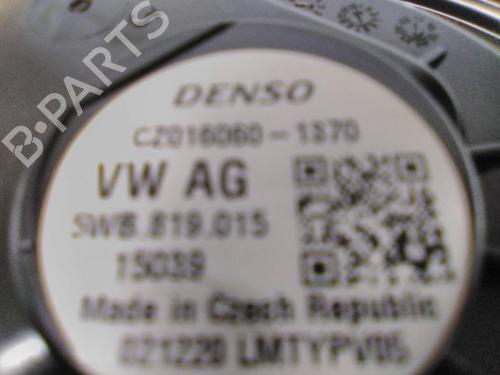 DENSO
CZ016060-1370
VW AG
5WB.819.015
15039
Made in Czech Republic
021220 LMTYPV05
B-PARTS